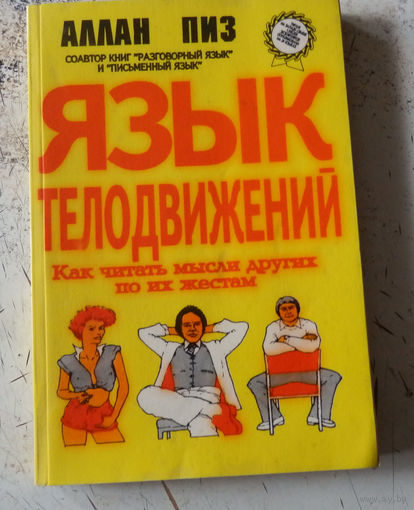 АЛЛАН ПИЗ
СОАВТОР КНИГ "РАЗГОВОРНЫЙ ЯЗЫК"
И "ПИСЬМЕННЫЙ ЯЗЫК"
ЯЗЫК
ТЕЛОДВИЖЕНИЙ
Как читать мысли других
по их жестам